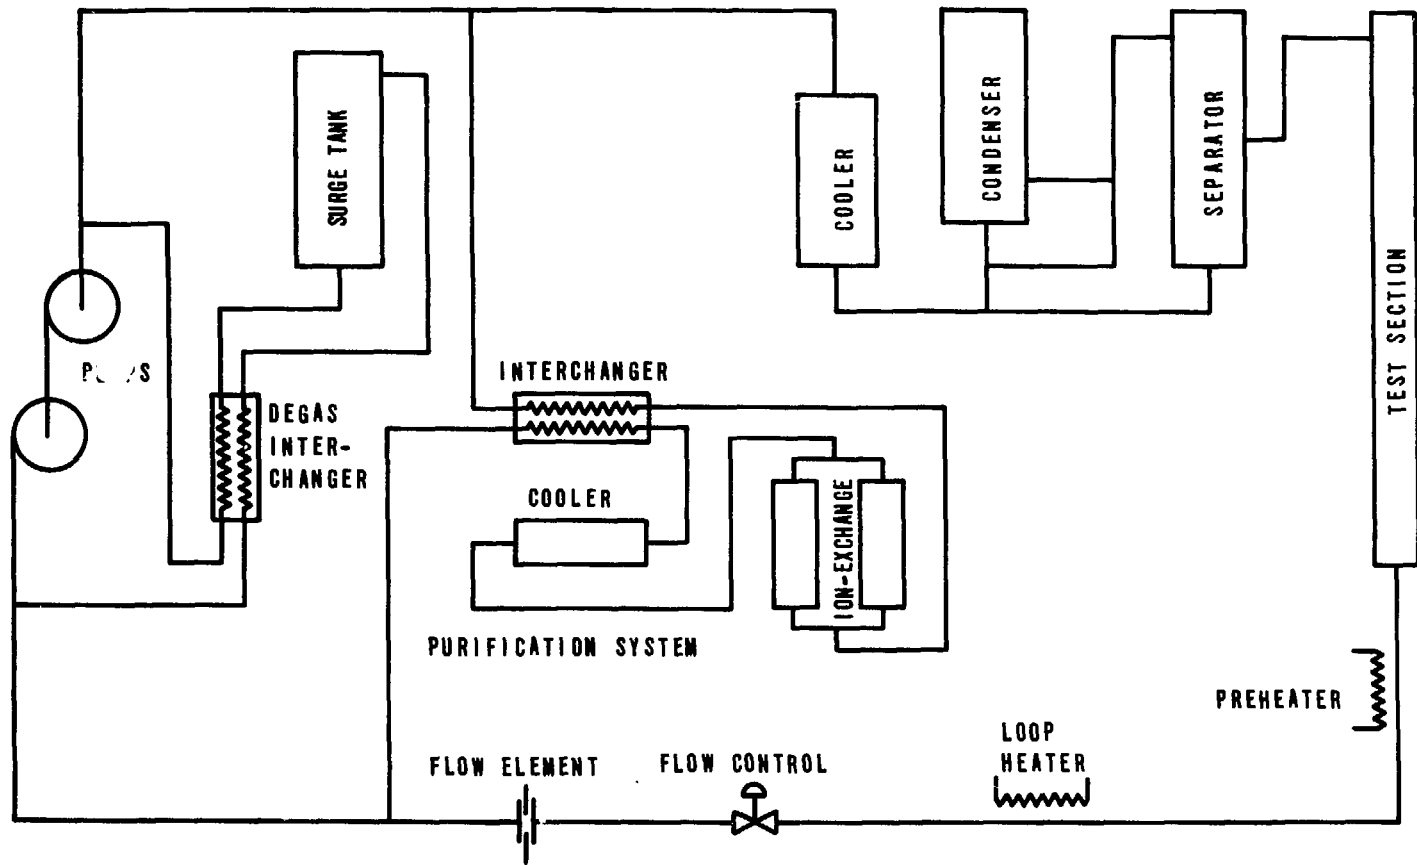 SURGE TANK
COOLER
CONDENSER
SEPARATOR
TEST SECTION
INTERCHANGER
DEGAS
INTER-
CHANGER
COOLER
ION-EXCHANGE
PURIFICATION SYSTEM
PREHEATER
LOOP
HEATER
FLOW ELEMENT
FLOW CONTROL